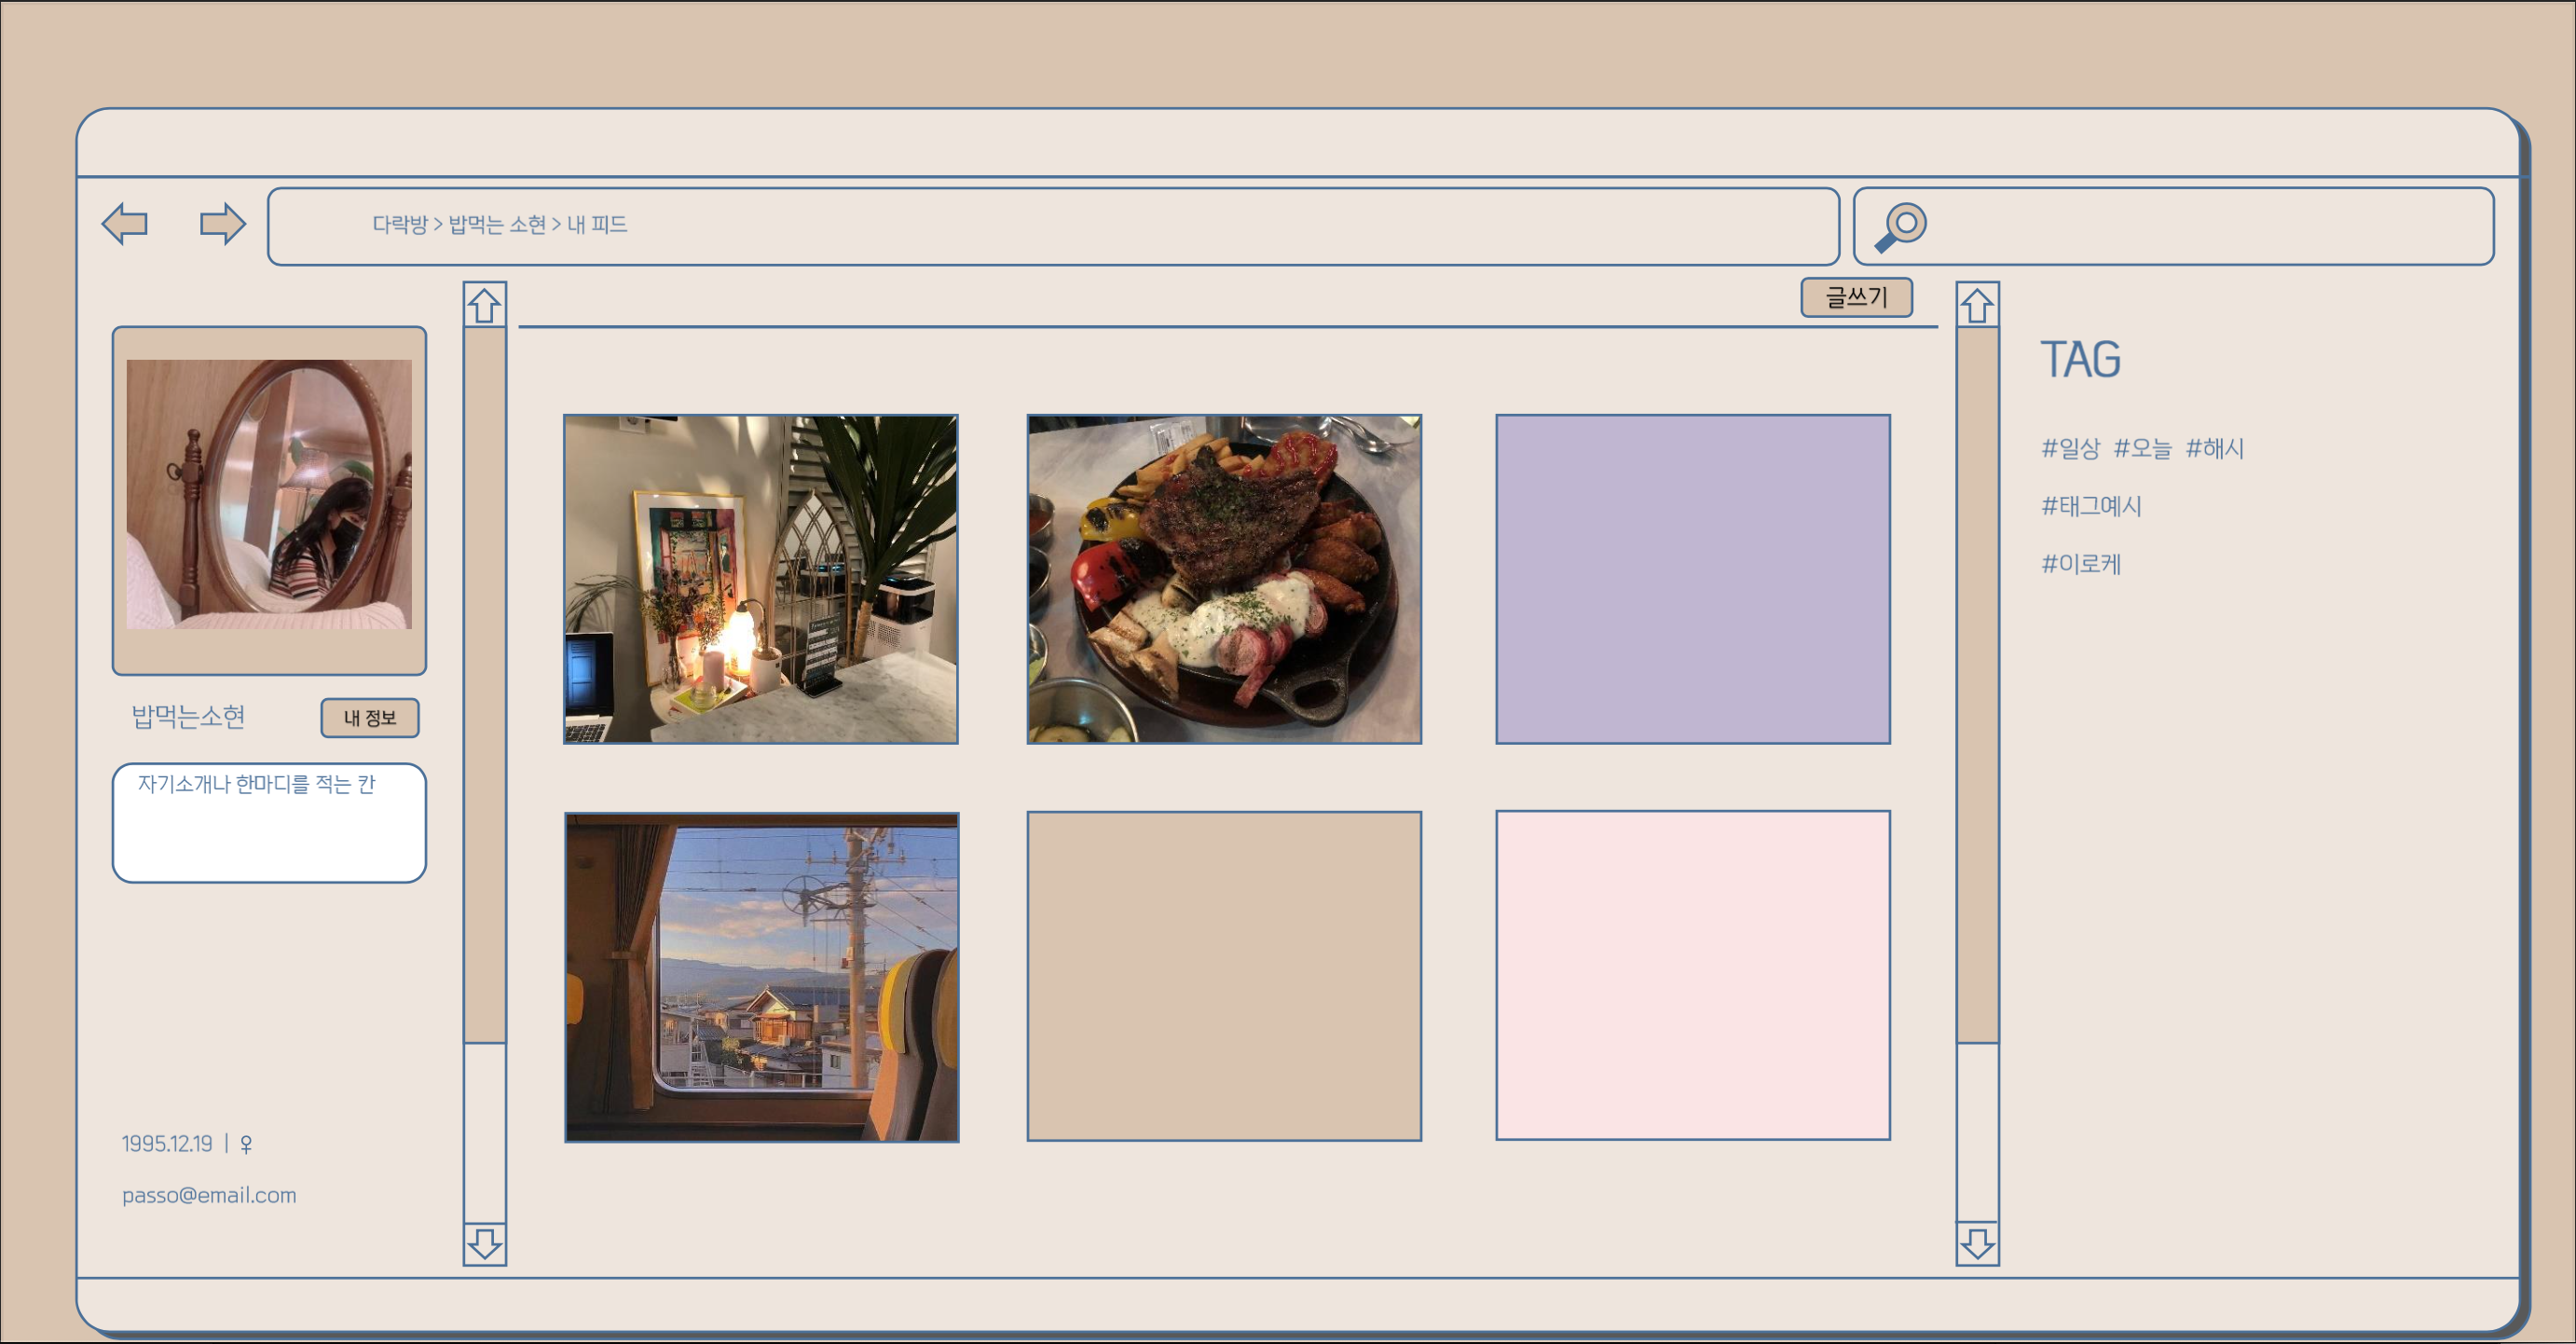 다락방 > 밥먹는 소현 > 내 피드
글쓰기
밥먹는소현
내 정보
자기소개나 한마디를 적는 칸
1995.12.19 | ♀
passo@email.com
TAG
#일상 #오늘 #해시
#태그예시
#이로케